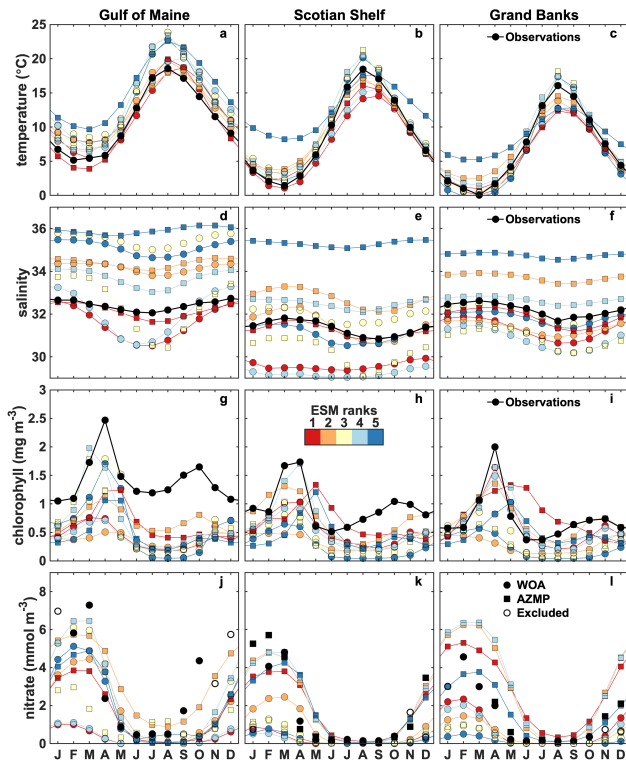 Gulf of Maine Scotian Shelf Grand Banks
temperature (°C)
25
20
15
10
5
0
a
b
c
Observations
salinity
36
34
32
30
d
e
f
Observations
chlorophyll (mg m⁻³)
3
2.5
2
1.5
1
0.5
0
g
h
ESM ranks
1 2 3 4 5
i
Observations
nitrate (mmol m⁻³)
8
6
4
2
0
j
k
l
WOA
AZMP
Excluded
J F M A M J J A S O N D J F M A M J J A S O N D J F M A M J J A S O N D